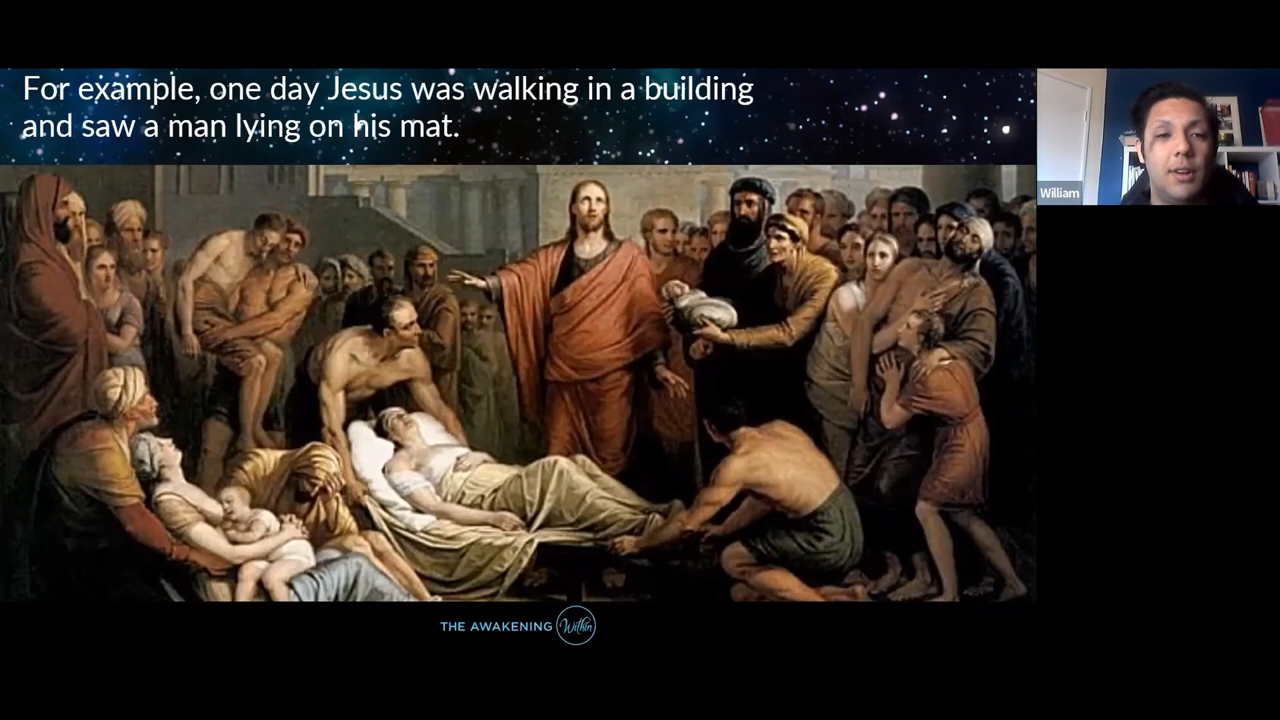 For example, one day Jesus was walking in a building
and saw a man lying on his mat.
William
THE AWAKENING Within